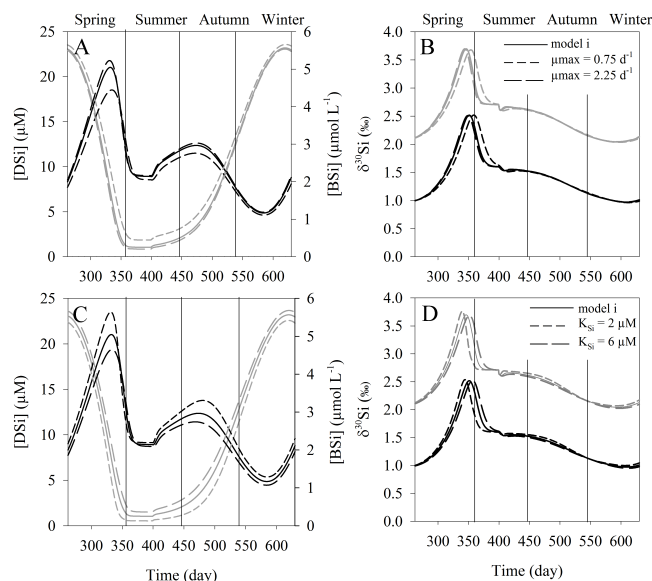 Spring Summer Autumn Winter Spring Summer Autumn Winter
A
B
25
20
15
10
5
0
[DSi] (µM)
6
5
4
3
2
1
0
[BSi] (µmol L⁻¹)
300 350 400 450 500 550 600
4.0
3.5
3.0
2.5
2.0
1.5
1.0
0.5
0.0
δ³⁰Si (‰)
model i
µmax = 0.75 d⁻¹
µmax = 2.25 d⁻¹
300 350 400 450 500 550 600
C
D
25
20
15
10
5
0
[DSi] (µM)
6
5
4
3
2
1
0
[BSi] (µmol L⁻¹)
300 350 400 450 500 550 600
Time (day)
4.0
3.5
3.0
2.5
2.0
1.5
1.0
0.5
0.0
δ³⁰Si (‰)
model i
K_Si = 2 µM
K_Si = 6 µM
300 350 400 450 500 550 600
Time (day)